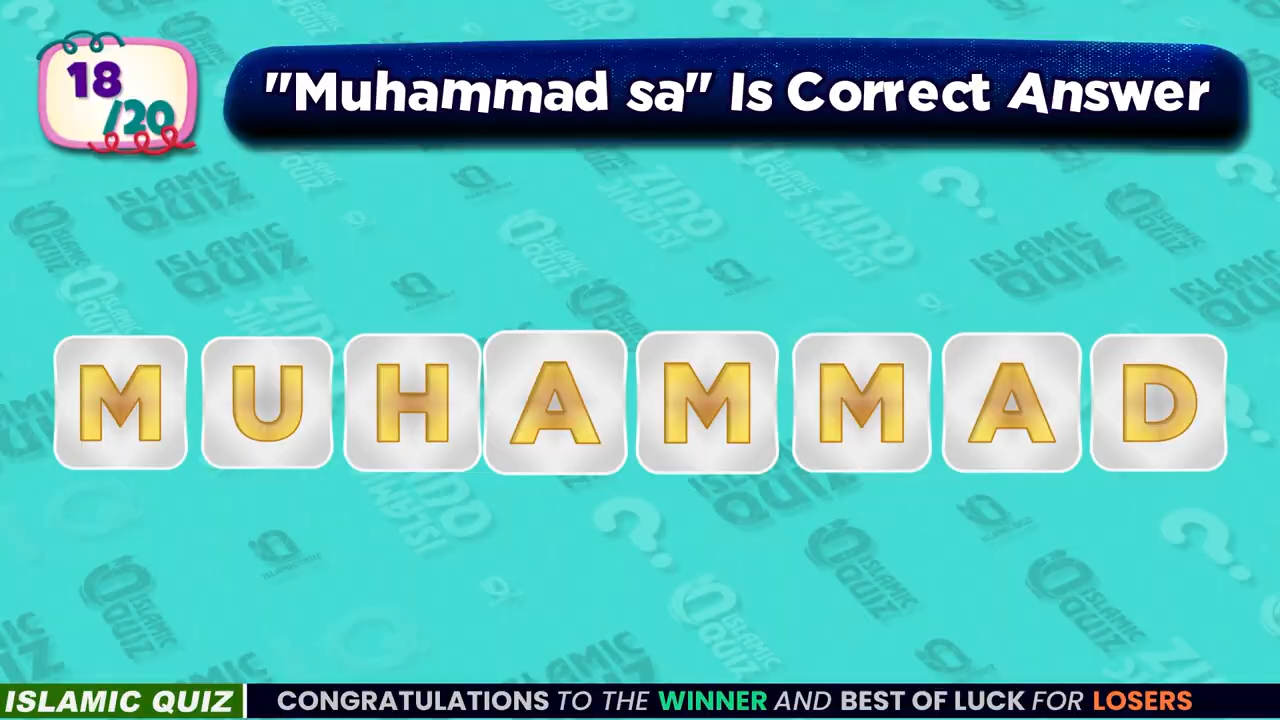 18
/20
"Muhammad sa" Is Correct Answer
MUHAMMAD
ISLAMIC QUIZ
CONGRATULATIONS TO THE WINNER AND BEST OF LUCK FOR LOSERS